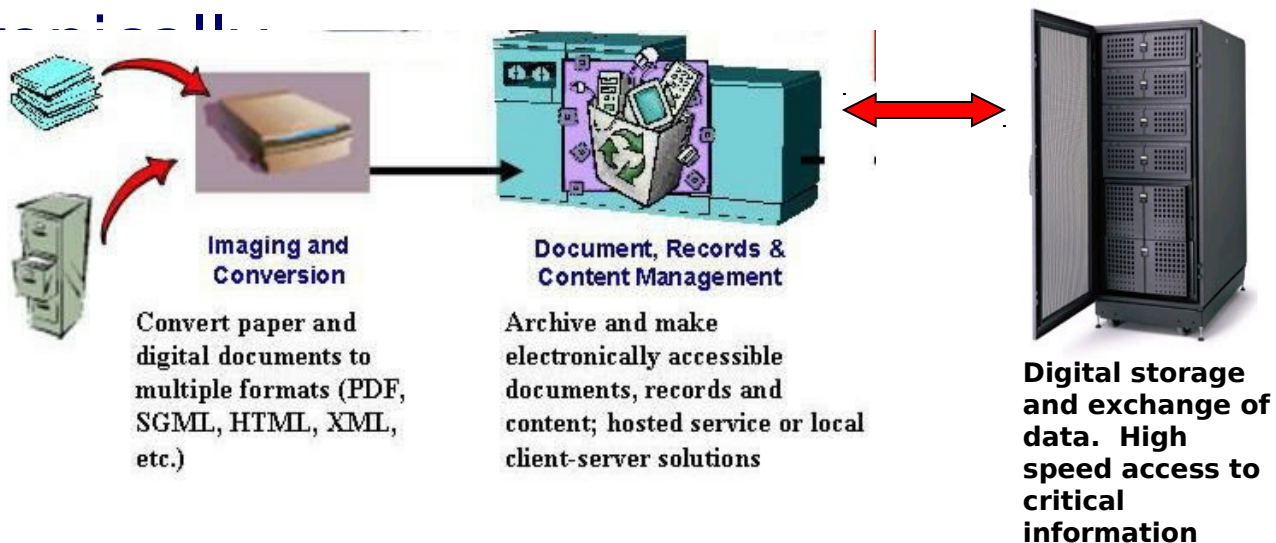 Imaging and
Conversion
Convert paper and
digital documents to
multiple formats (PDF,
SGML, HTML, XML,
etc.)
Document, Records &
Content Management
Archive and make
electronically accessible
documents, records and
content; hosted service or local
client-server solutions
Digital storage
and exchange of
data.  High
speed access to
critical
information